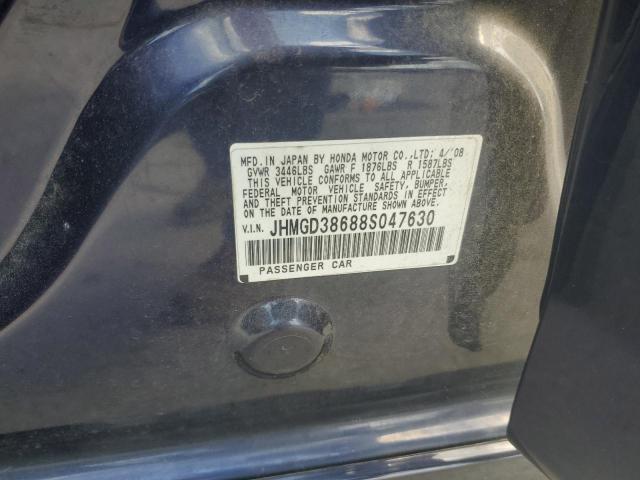 MFD.IN JAPAN BY HONDA MOTOR CO.,LTD: 4/'08
GVWR 3446LBS GAWR F 1876LBS R 1587LBS
THIS VEHICLE CONFORMS TO ALL APPLICABLE
FEDERAL MOTOR VEHICLE SAFETY, BUMPER,
AND THEFT PREVENTION STANDARDS IN EFFECT
ON THE DATE OF MANUFACTURE SHOWN ABOVE.
V.I.N. JHMGD38688S047630
PASSENGER CAR